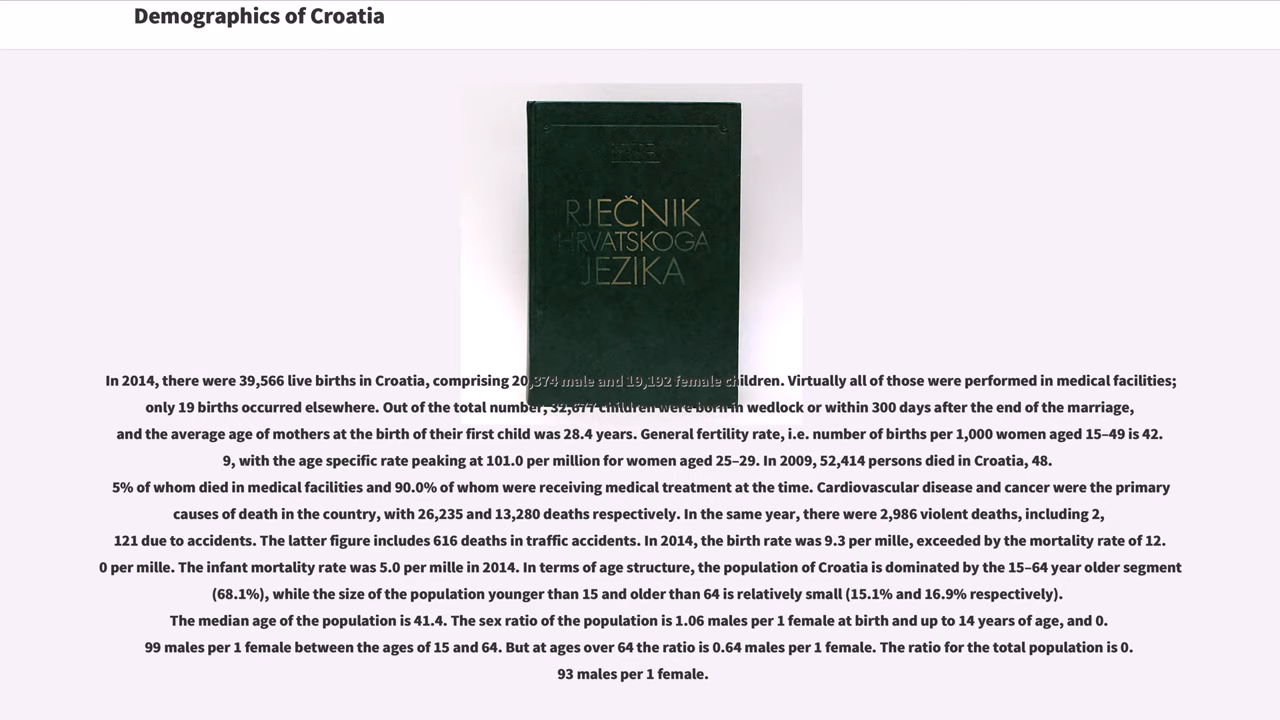 Demographics of Croatia
RJEČNIK
HRVATSKOGA
JEZIKA
In 2014, there were 39,566 live births in Croatia, comprising 20,374 male and 19,192 female children. Virtually all of those were performed in medical facilities;
only 19 births occurred elsewhere. Out of the total number, 32,677 children were born in wedlock or within 300 days after the end of the marriage,
and the average age of mothers at the birth of their first child was 28.4 years. General fertility rate, i.e. number of births per 1,000 women aged 15–49 is 42.
9, with the age specific rate peaking at 101.0 per million for women aged 25–29. In 2009, 52,414 persons died in Croatia, 48.
5% of whom died in medical facilities and 90.0% of whom were receiving medical treatment at the time. Cardiovascular disease and cancer were the primary
causes of death in the country, with 26,235 and 13,280 deaths respectively. In the same year, there were 2,986 violent deaths, including 2,
121 due to accidents. The latter figure includes 616 deaths in traffic accidents. In 2014, the birth rate was 9.3 per mille, exceeded by the mortality rate of 12.
0 per mille. The infant mortality rate was 5.0 per mille in 2014. In terms of age structure, the population of Croatia is dominated by the 15–64 year older segment
(68.1%), while the size of the population younger than 15 and older than 64 is relatively small (15.1% and 16.9% respectively).
The median age of the population is 41.4. The sex ratio of the population is 1.06 males per 1 female at birth and up to 14 years of age, and 0.
99 males per 1 female between the ages of 15 and 64. But at ages over 64 the ratio is 0.64 males per 1 female. The ratio for the total population is 0.
93 males per 1 female.